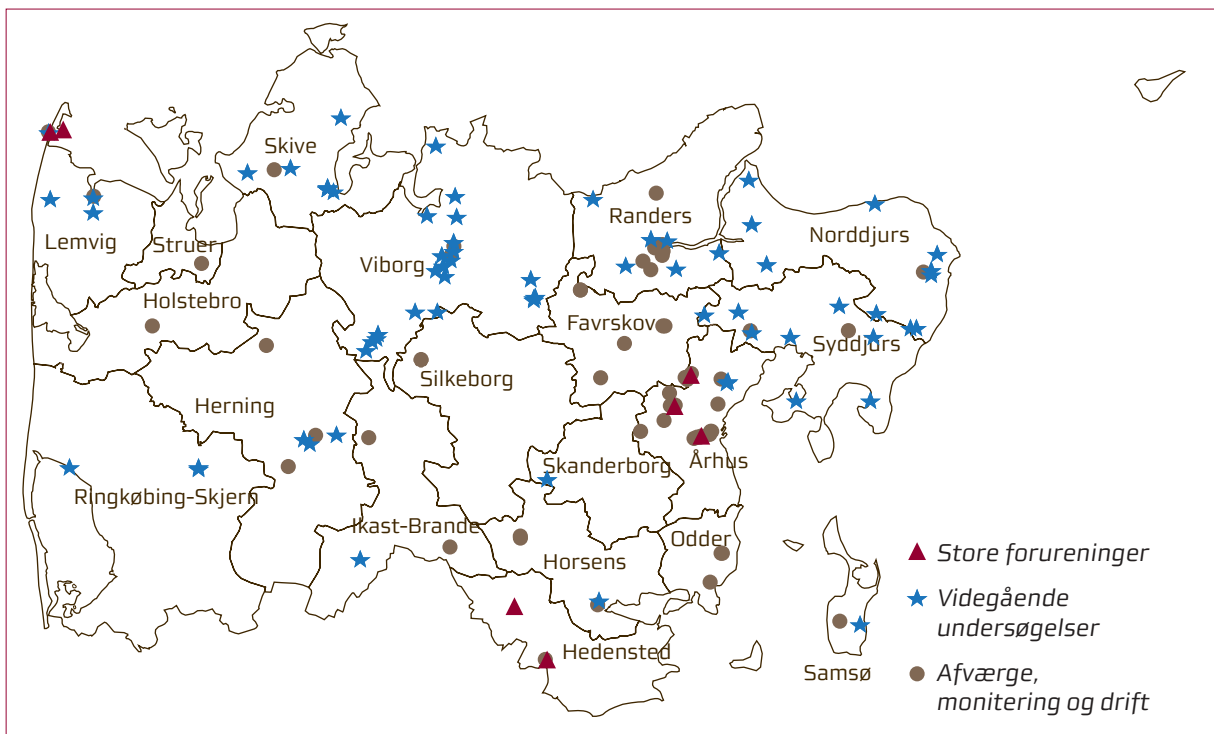 Skive
Randers
Norddjurs
Lemvig
Struer
Viborg
Holstebro
Favrskov
Syddjurs
Silkeborg
Herning
Skanderborg
Århus
Ringkøbing-Skjern
Ikast-Brande
Odder
Horsens
Hedensted
Samsø
Store forureninger
Videgående
undersøgelser
Afværge,
monitering og drift